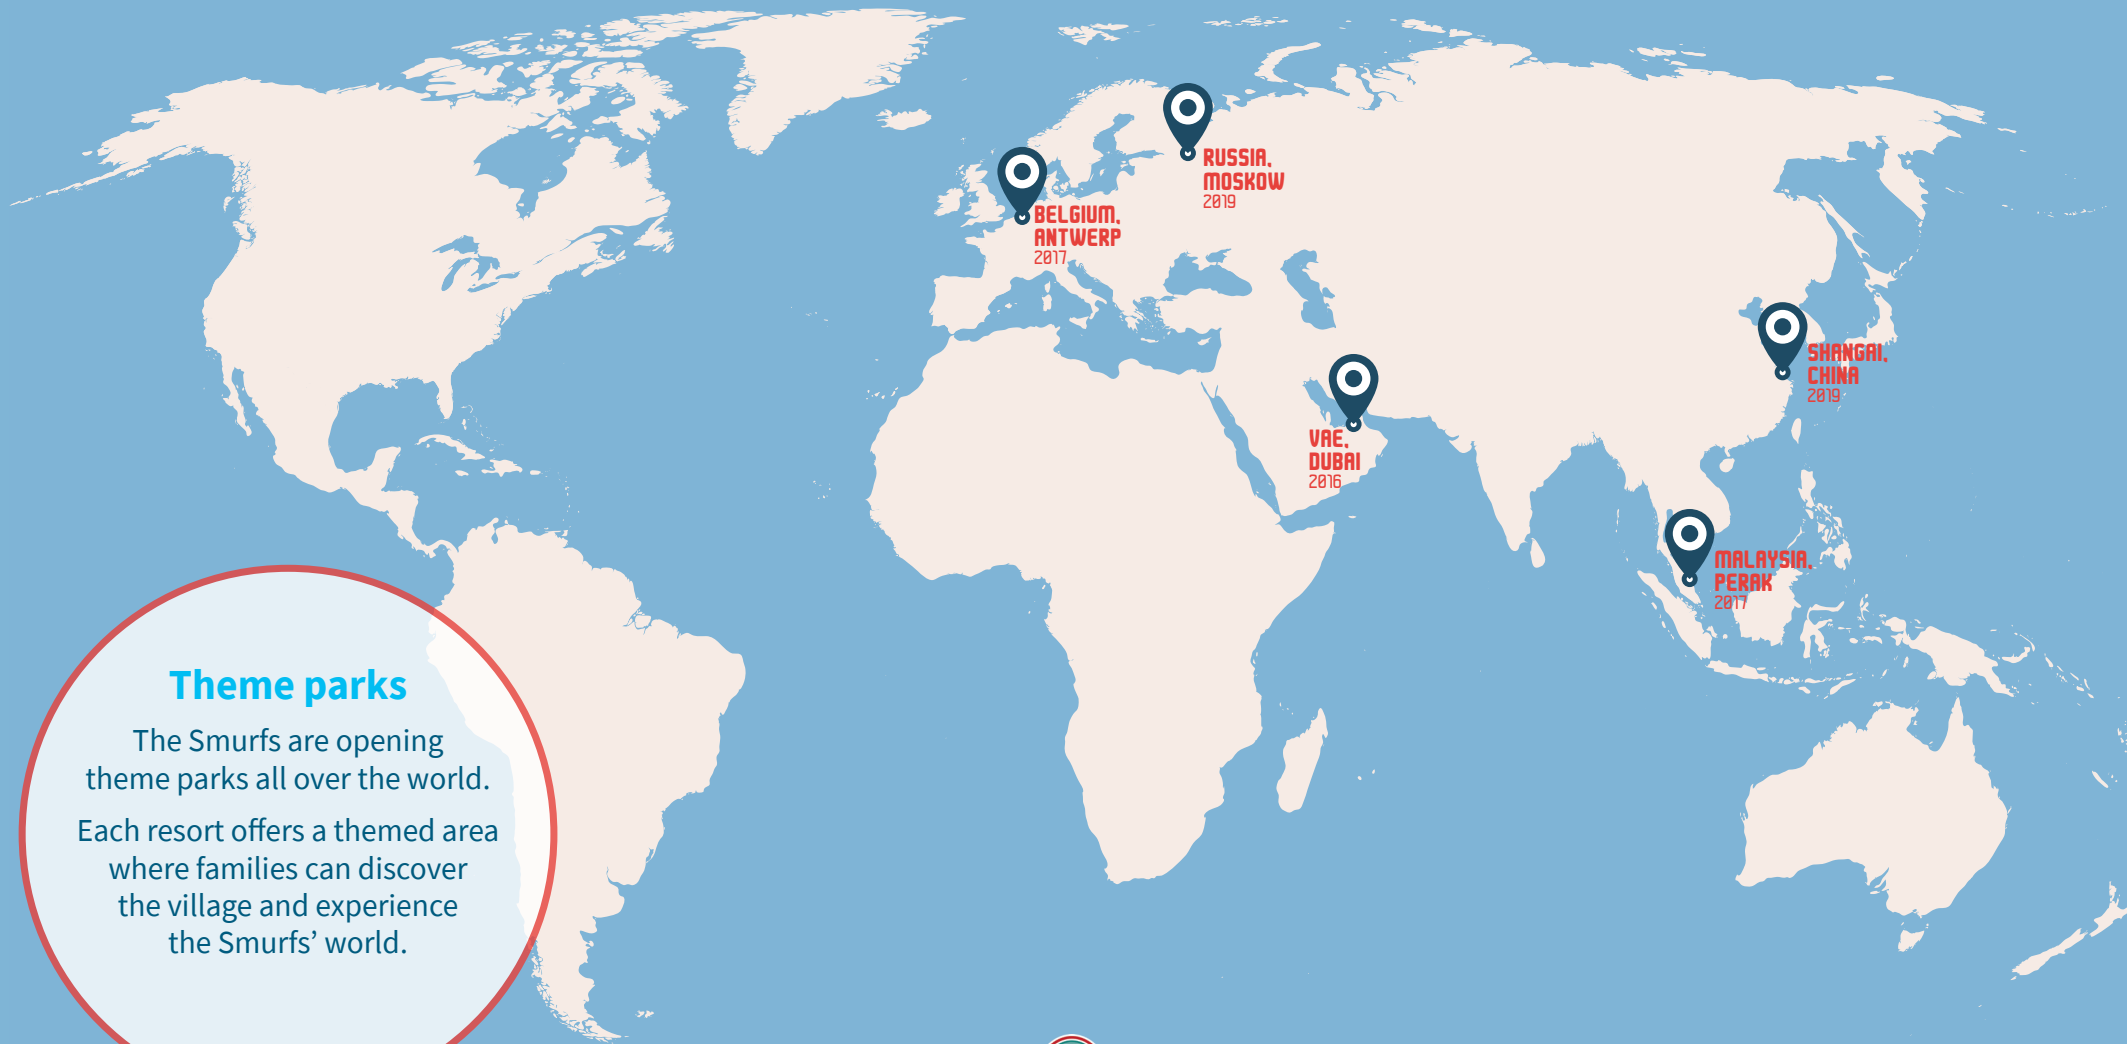 RUSSIA,
MOSKOW
2019
BELGIUM,
ANTWERP
2017
SHANGAI,
CHINA
2019
VAE,
DUBAI
2016
MALAYSIA,
PERAK
2017
Theme parks
The Smurfs are opening
theme parks all over the world.
Each resort offers a themed area
where families can discover
the village and experience
the Smurfs’ world.